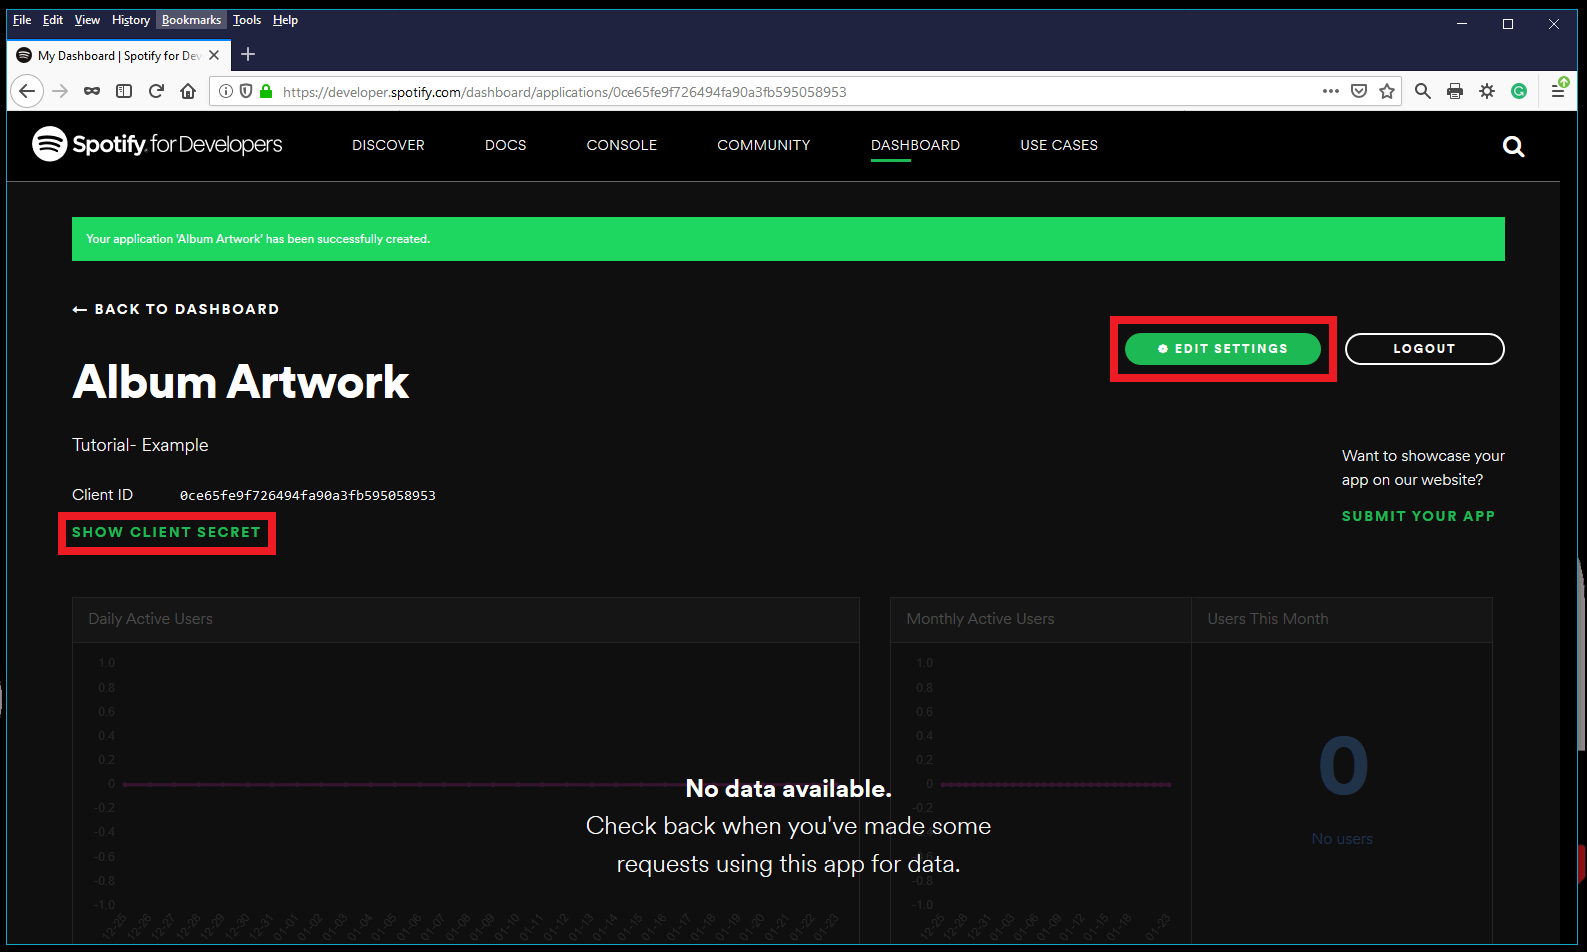 File Edit View History Bookmarks Tools Help
My Dashboard | Spotify for Dev
https://developer.spotify.com/dashboard/applications/0ce65fe9f726494fa90a3fb595058953
Spotify for Developers DISCOVER DOCS CONSOLE COMMUNITY DASHBOARD USE CASES
Your application 'Album Artwork' has been successfully created.
← BACK TO DASHBOARD
EDIT SETTINGS LOGOUT
Album Artwork
Tutorial- Example
Want to showcase your
app on our website?
Client ID 0ce65fe9f726494fa90a3fb595058953
SHOW CLIENT SECRET
SUBMIT YOUR APP
Daily Active Users
1.0
0.8
0.6
0.4
0.2
0
-0.2
-0.4
-0.6
-0.8
-1.0
12-25 12-26 12-27 12-28 12-29 12-30 12-31 01-01 01-02 01-03 01-04 01-05 01-06 01-07 01-08 01-09 01-10 01-11 01-12 01-13 01-14 01-15 01-16 01-17 01-18 01-19 01-20 01-21 01-22 01-23
Monthly Active Users
1.0
0.8
0.6
0.4
0.2
0
-0.2
-0.4
-0.6
-0.8
-1.0
12-25 12-28 12-31 01-03 01-06 01-09 01-12 01-15 01-18 01-23
Users This Month
0
No users
No data available.
Check back when you've made some
requests using this app for data.